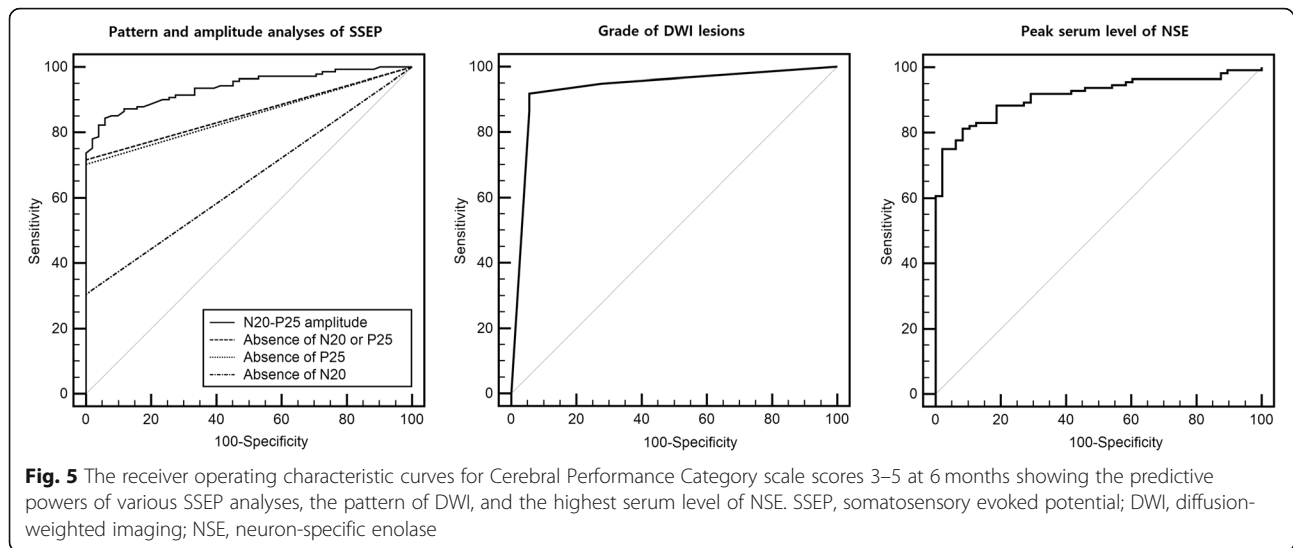 Pattern and amplitude analyses of SSEP
100
80
60
40
20
0
Sensitivity
N20-P25 amplitude
Absence of N20 or P25
Absence of P25
Absence of N20
0 20 40 60 80 100
100-Specificity
Grade of DWI lesions
100
80
60
40
20
0
Sensitivity
0 20 40 60 80 100
100-Specificity
Peak serum level of NSE
100
80
60
40
20
0
Sensitivity
0 20 40 60 80 100
100-Specificity
Fig. 5 The receiver operating characteristic curves for Cerebral Performance Category scale scores 3–5 at 6 months showing the predictive
powers of various SSEP analyses, the pattern of DWI, and the highest serum level of NSE. SSEP, somatosensory evoked potential; DWI, diffusion-
weighted imaging; NSE, neuron-specific enolase